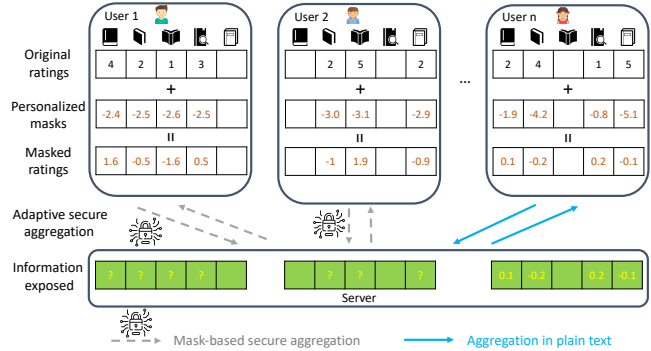 User 1
User 2
User n
Original
ratings
4 2 1 3
2 5 2
2 4 1 5
+
+
+
...
Personalized
masks
-2.4 -2.5 -2.6 -2.5
-3.0 -3.1 -2.9
-1.9 -4.2 -0.8 -5.1
=
=
=
Masked
ratings
1.6 -0.5 -1.6 0.5
-1 1.9 -0.9
0.1 -0.2 0.2 -0.1
Adaptive secure
aggregation
Information
exposed
? ? ? ?
? ? ?
0.1 -0.2 0.2 -0.1
Server
Mask-based secure aggregation
Aggregation in plain text